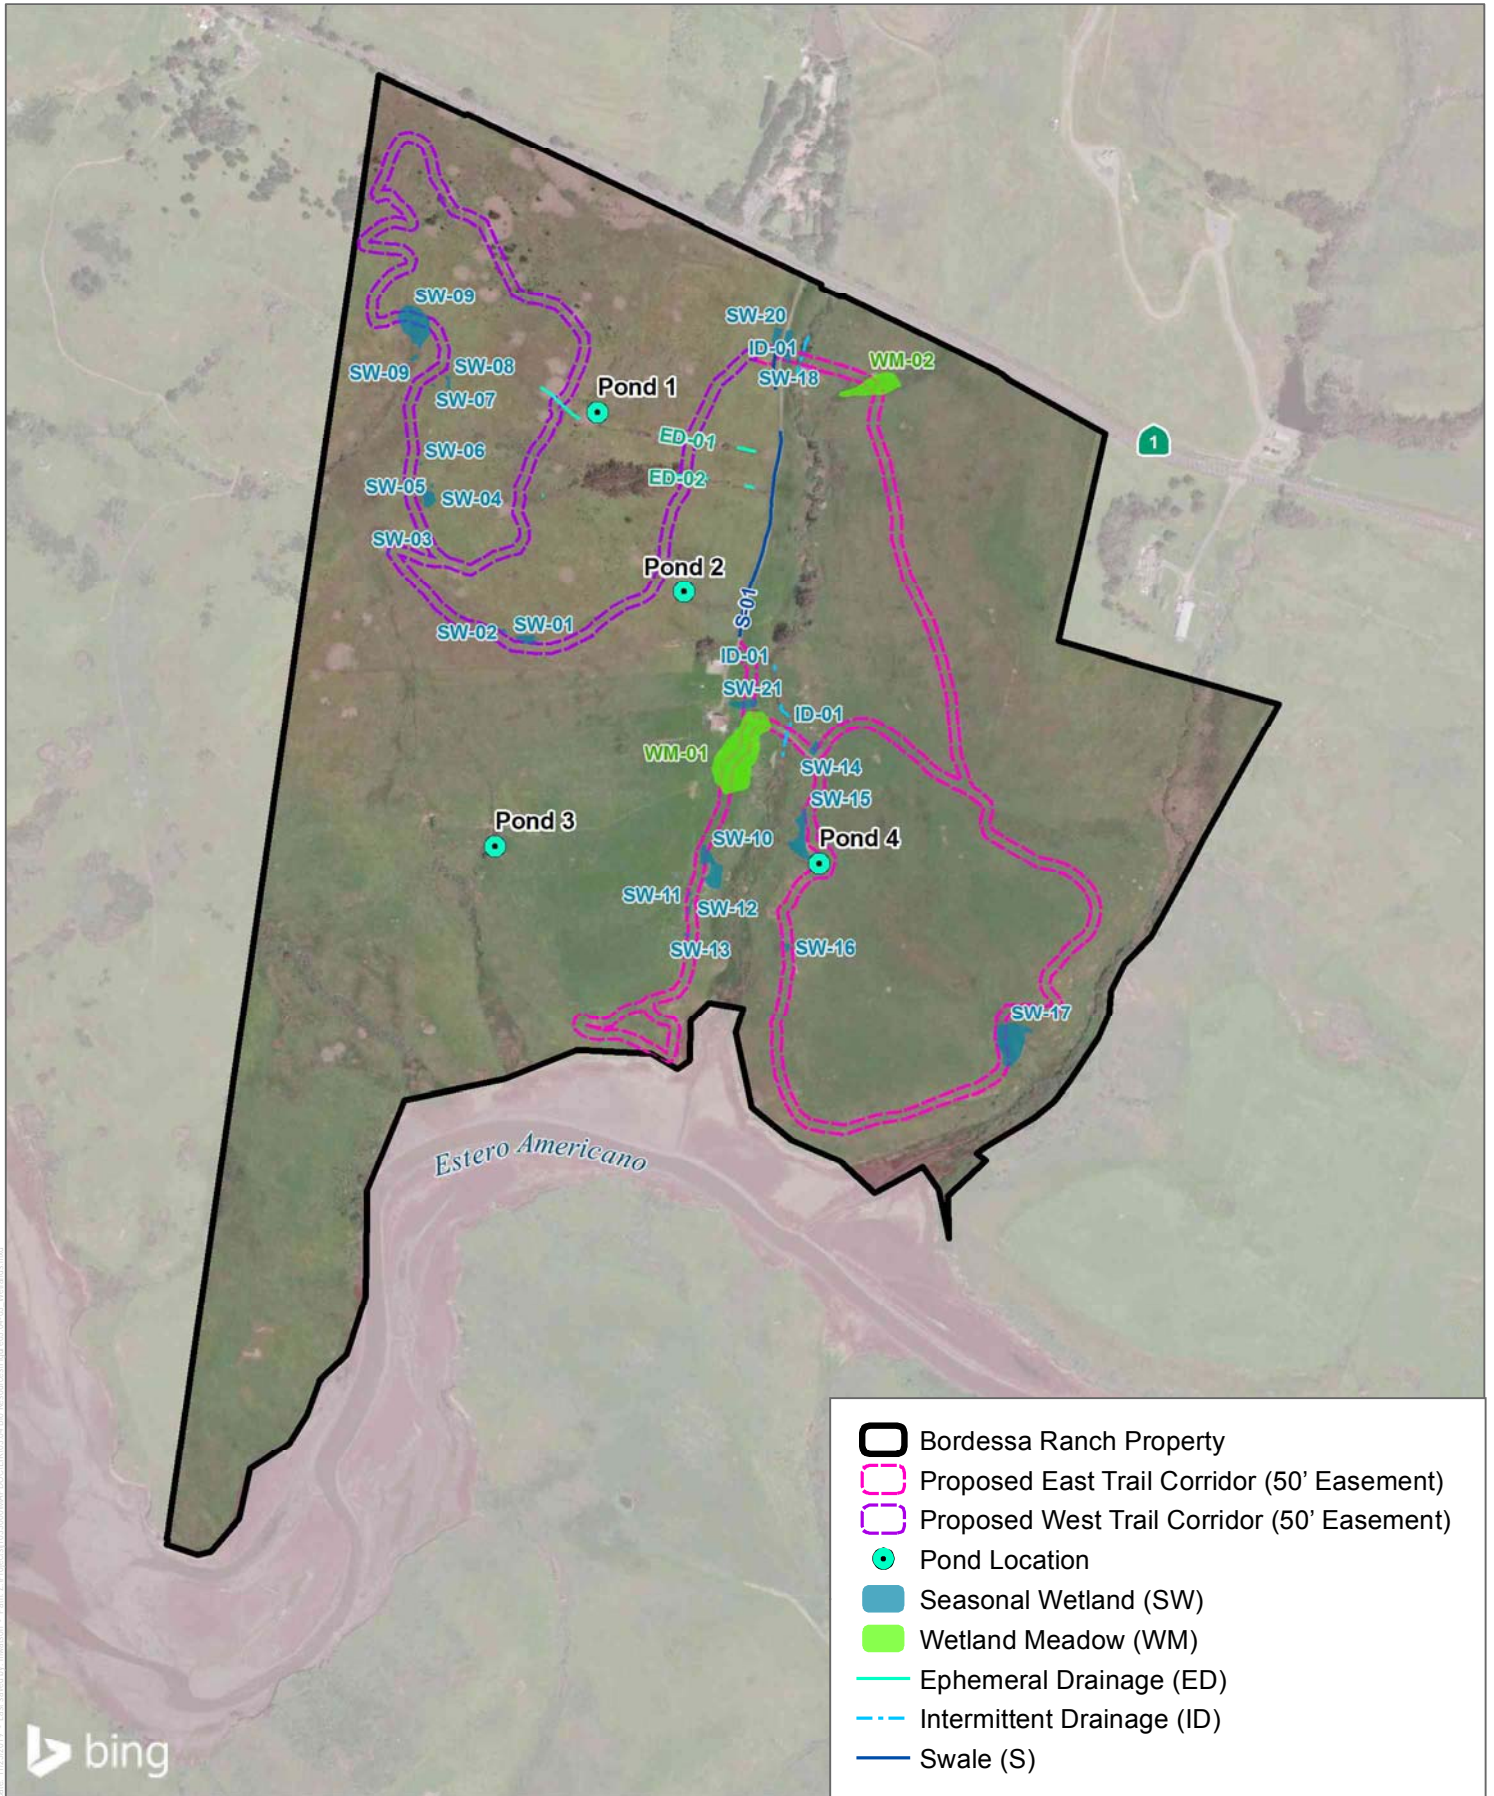 SW-09
SW-20
ID-01
WM-02
SW-09
SW-08
SW-18
SW-07
Pond 1
ED-01
1
SW-06
ED-02
SW-05
SW-04
SW-03
Pond 2
S-01
SW-02
SW-01
ID-01
SW-21
ID-01
WM-01
SW-14
SW-15
Pond 3
SW-10
Pond 4
SW-11
SW-12
SW-13
SW-16
SW-17
Estero Americano
Bordessa Ranch Property
Proposed East Trail Corridor (50' Easement)
Proposed West Trail Corridor (50' Easement)
Pond Location
Seasonal Wetland (SW)
Wetland Meadow (WM)
Ephemeral Drainage (ED)
Intermittent Drainage (ID)
Swale (S)
bing